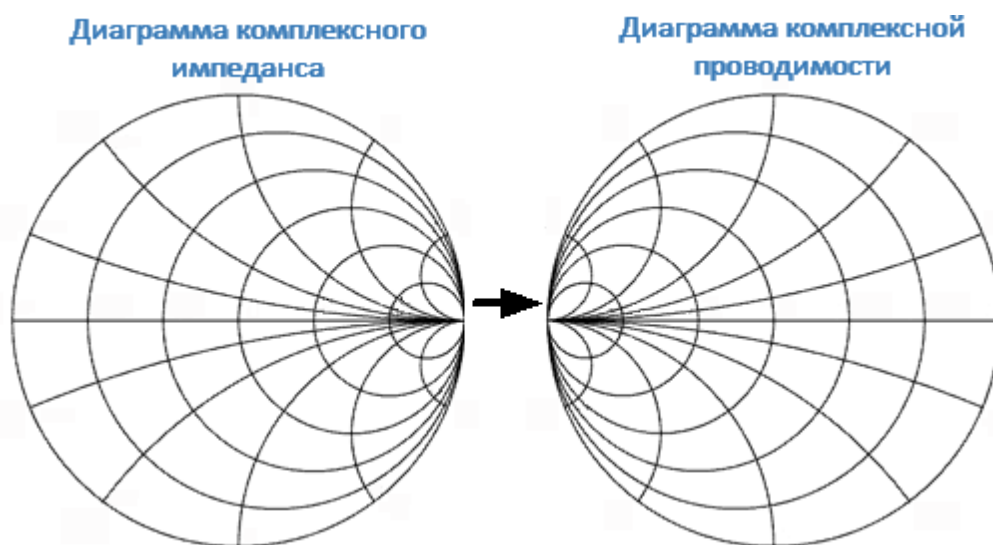 Диаграмма комплексного
импеданса
Диаграмма комплексной
проводимости